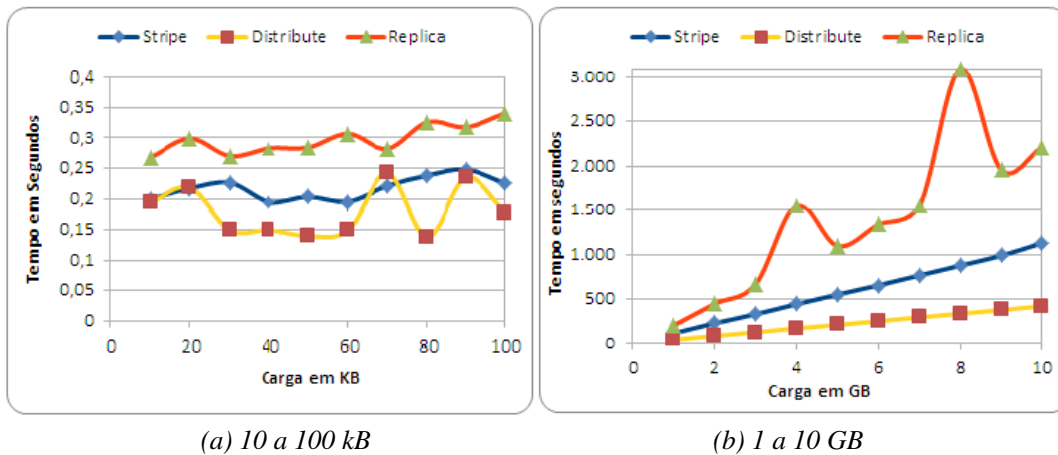 Stripe Distribute Replica
0,4
0,35
0,3
0,25
0,2
0,15
0,1
0,05
0
Tempo em Segundos
0 20 40 60 80 100
Carga em KB
(a) 10 a 100 kB
Stripe Distribute Replica
3.000
2.500
2.000
1.500
1.000
500
0
Tempo em segundos
0 2 4 6 8 10
Carga em GB
(b) 1 a 10 GB